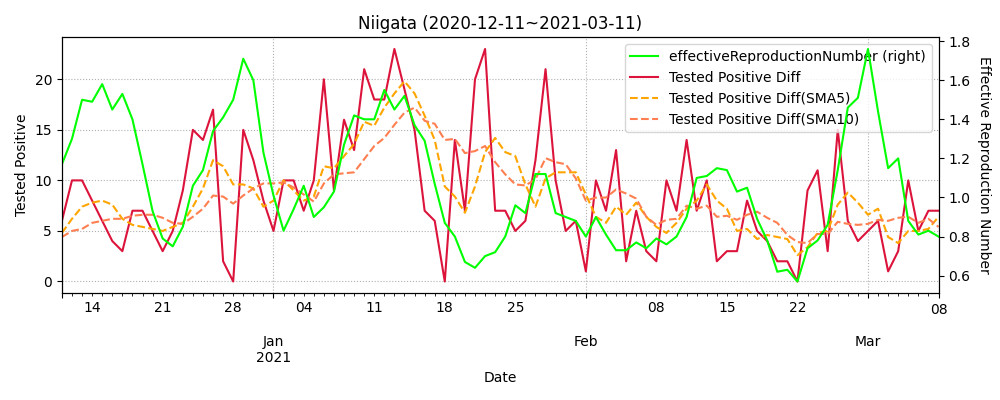 Niigata (2020-12-11~2021-03-11)
effectiveReproductionNumber (right)
Tested Positive Diff
Tested Positive Diff(SMA5)
Tested Positive Diff(SMA10)
Tested Positive
20
15
10
5
0
Effective Reproduction Number
1.8
1.6
1.4
1.2
1.0
0.8
0.6
14 21 28 04 11 18 25 08 15 22 08
Jan Feb Mar
2021
Date